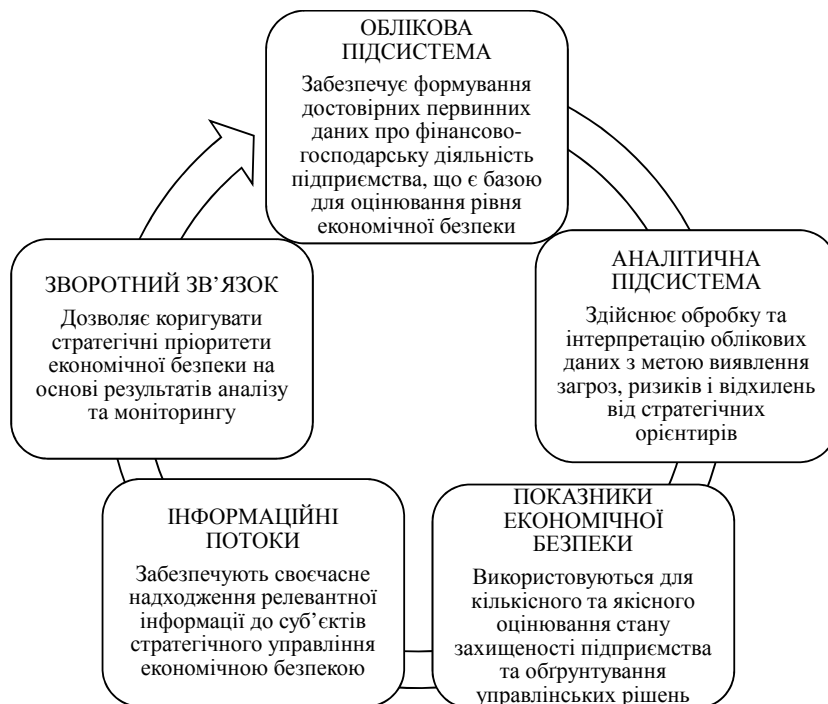 ОБЛІКОВА
ПІДСИСТЕМА
Забезпечує формування
достовірних первинних
даних про фінансово-
господарську діяльність
підприємства, що є базою
для оцінювання рівня
економічної безпеки
АНАЛІТИЧНА
ПІДСИСТЕМА
Здійснює обробку та
інтерпретацію облікових
даних з метою виявлення
загроз, ризиків і відхилень
від стратегічних
орієнтирів
ПОКАЗНИКИ
ЕКОНОМІЧНОЇ
БЕЗПЕКИ
Використовуються для
кількісного та якісного
оцінювання стану
захищеності підприємства
та обґрунтування
управлінських рішень
ІНФОРМАЦІЙНІ
ПОТОКИ
Забезпечують своєчасне
надходження релевантної
інформації до суб’єктів
стратегічного управління
економічною безпекою
ЗВОРОТНИЙ ЗВ’ЯЗОК
Дозволяє коригувати
стратегічні пріоритети
економічної безпеки на
основі результатів аналізу
та моніторингу